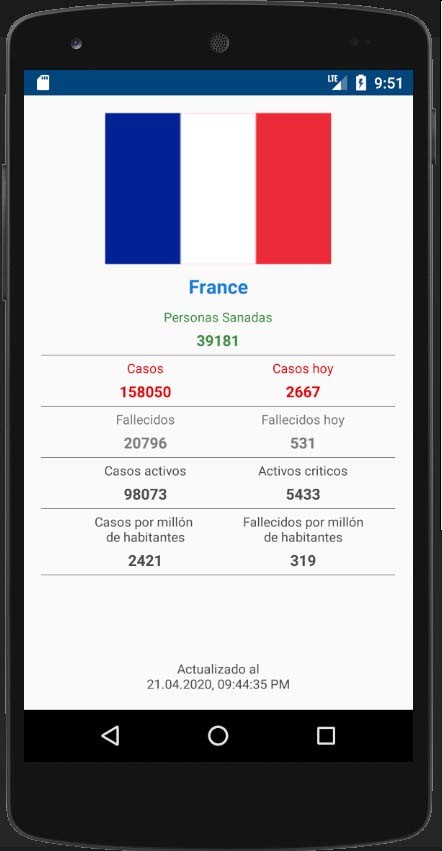 LTE 9:51
France
Personas Sanadas
39181
Casos Casos hoy
158050 2667
Fallecidos Fallecidos hoy
20796 531
Casos activos Activos criticos
98073 5433
Casos por millón Fallecidos por millón
de habitantes de habitantes
2421 319
Actualizado al
21.04.2020, 09:44:35 PM